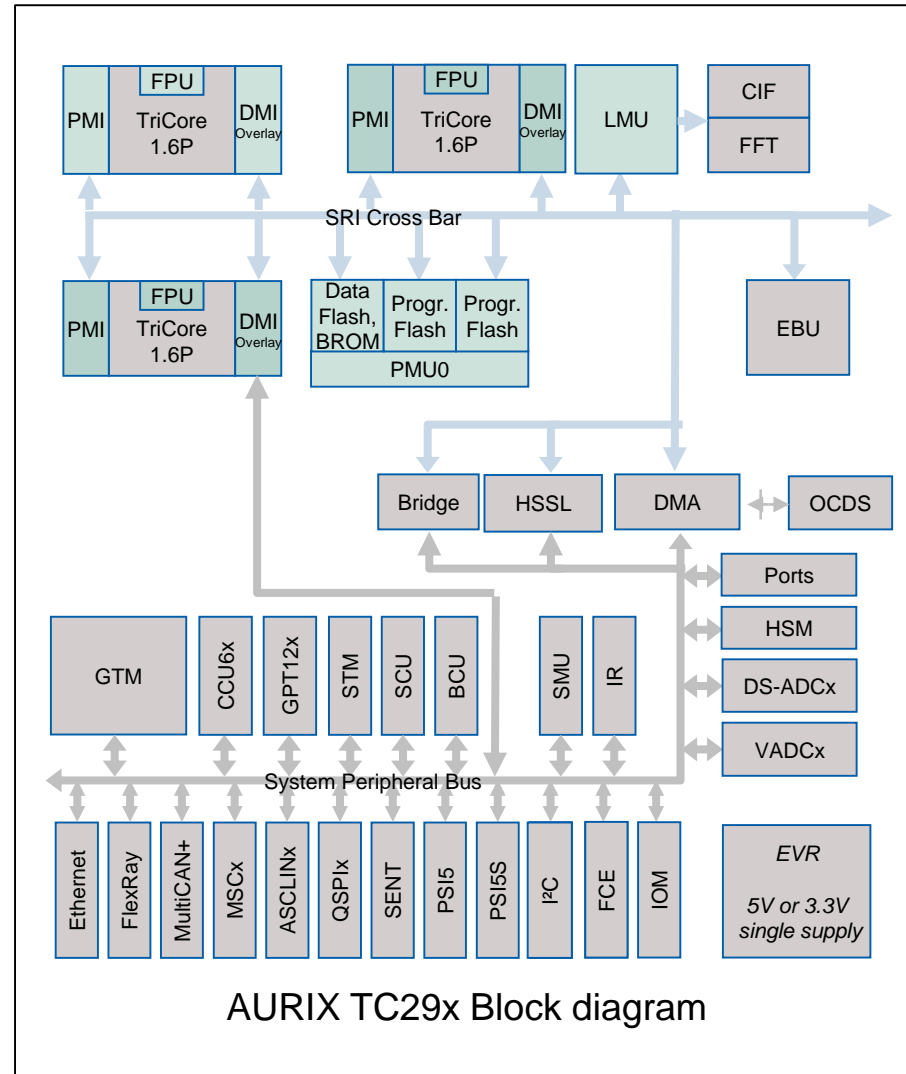 FPU
PMI
TriCore
1.6P
DMI
Overlay
FPU
PMI
TriCore
1.6P
DMI
Overlay
LMU
CIF
FFT
SRI Cross Bar
FPU
PMI
TriCore
1.6P
DMI
Overlay
Data
Flash,
BROM
Progr.
Flash
Progr.
Flash
PMU0
EBU
Bridge
HSSL
DMA
OCDS
Ports
HSM
DS-ADCx
VADCx
GTM
CCU6x
GPT12x
STM
SCU
BCU
SMU
IR
System Peripheral Bus
Ethernet
FlexRay
MultiCAN+
MSCx
ASCLINx
QSPIx
SENT
PSI5
PSI5S
I²C
FCE
IOM
EVR
5V or 3.3V
single supply
AURIX TC29x Block diagram